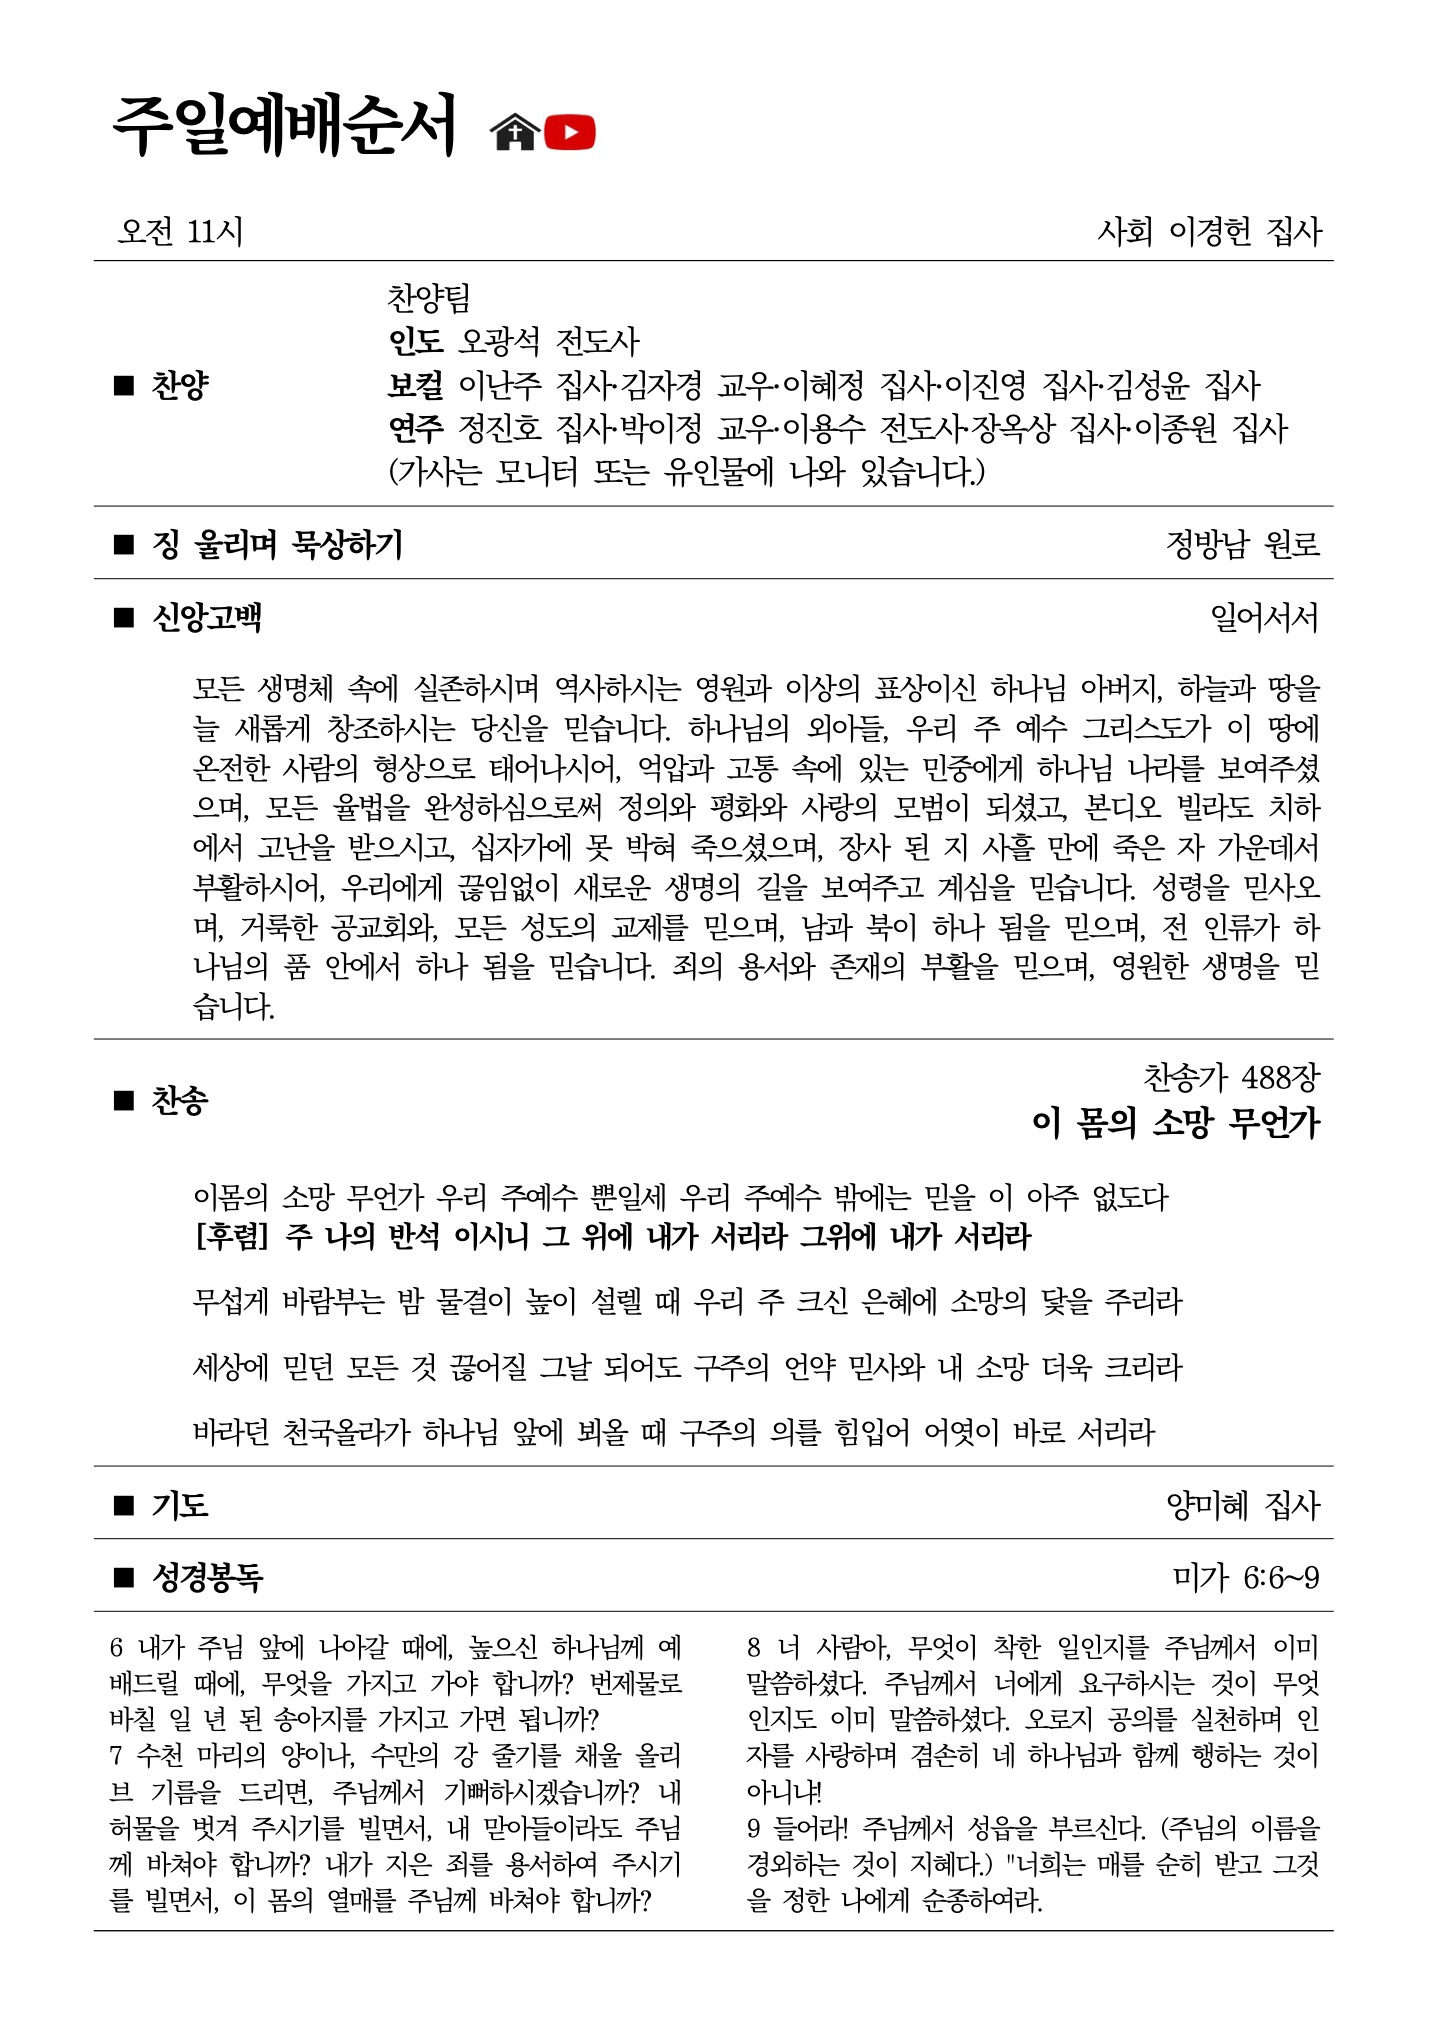 주일예배순서
오전 11시 사회 이경헌 집사
찬양팀
인도 오광석 전도사
■ 찬양 보컬 이난주 집사·김자경 교우·이혜정 집사·이진영 집사·김성윤 집사
연주 정진호 집사·박이정 교우·이용수 전도사·장옥상 집사·이종원 집사
(가사는 모니터 또는 유인물에 나와 있습니다.)
■ 징 울리며 묵상하기 정방남 원로
■ 신앙고백 일어서서
모든 생명체 속에 실존하시며 역사하시는 영원과 이상의 표상이신 하나님 아버지, 하늘과 땅을
늘 새롭게 창조하시는 당신을 믿습니다. 하나님의 외아들, 우리 주 예수 그리스도가 이 땅에
온전한 사람의 형상으로 태어나시어, 억압과 고통 속에 있는 민중에게 하나님 나라를 보여주셨
으며, 모든 율법을 완성하심으로써 정의와 평화와 사랑의 모범이 되셨고, 본디오 빌라도 치하
에서 고난을 받으시고, 십자가에 못 박혀 죽으셨으며, 장사 된 지 사흘 만에 죽은 자 가운데서
부활하시어, 우리에게 끊임없이 새로운 생명의 길을 보여주고 계심을 믿습니다. 성령을 믿사오
며, 거룩한 공교회와, 모든 성도의 교제를 믿으며, 남과 북이 하나 됨을 믿으며, 전 인류가 하
나님의 품 안에서 하나 됨을 믿습니다. 죄의 용서와 존재의 부활을 믿으며, 영원한 생명을 믿
습니다.
찬송가 488장
■ 찬송
이 몸의 소망 무언가
이몸의 소망 무언가 우리 주예수 뿐일세 우리 주예수 밖에는 믿을 이 아주 없도다
[후렴] 주 나의 반석 이시니 그 위에 내가 서리라 그위에 내가 서리라
무섭게 바람부는 밤 물결이 높이 설렐 때 우리 주 크신 은혜에 소망의 닻을 주리라
세상에 믿던 모든 것 끊어질 그날 되어도 구주의 언약 믿사와 내 소망 더욱 크리라
바라던 천국올라가 하나님 앞에 뵈올 때 구주의 의를 힘입어 어엿이 바로 서리라
■ 기도 양미혜 집사
■ 성경봉독 미가 6:6~9
6 내가 주님 앞에 나아갈 때에, 높으신 하나님께 예
배드릴 때에, 무엇을 가지고 가야 합니까? 번제물로
바칠 일 년 된 송아지를 가지고 가면 됩니까?
7 수천 마리의 양이나, 수만의 강 줄기를 채울 올리
브 기름을 드리면, 주님께서 기뻐하시겠습니까? 내
허물을 벗겨 주시기를 빌면서, 내 맏아들이라도 주님
께 바쳐야 합니까? 내가 지은 죄를 용서하여 주시기
를 빌면서, 이 몸의 열매를 주님께 바쳐야 합니까?
8 너 사람아, 무엇이 착한 일인지를 주님께서 이미
말씀하셨다. 주님께서 너에게 요구하시는 것이 무엇
인지도 이미 말씀하셨다. 오로지 공의를 실천하며 인
자를 사랑하며 겸손히 네 하나님과 함께 행하는 것이
아니냐!
9 들어라! 주님께서 성읍을 부르신다. (주님의 이름을
경외하는 것이 지혜다.) "너희는 매를 순히 받고 그것
을 정한 나에게 순종하여라.